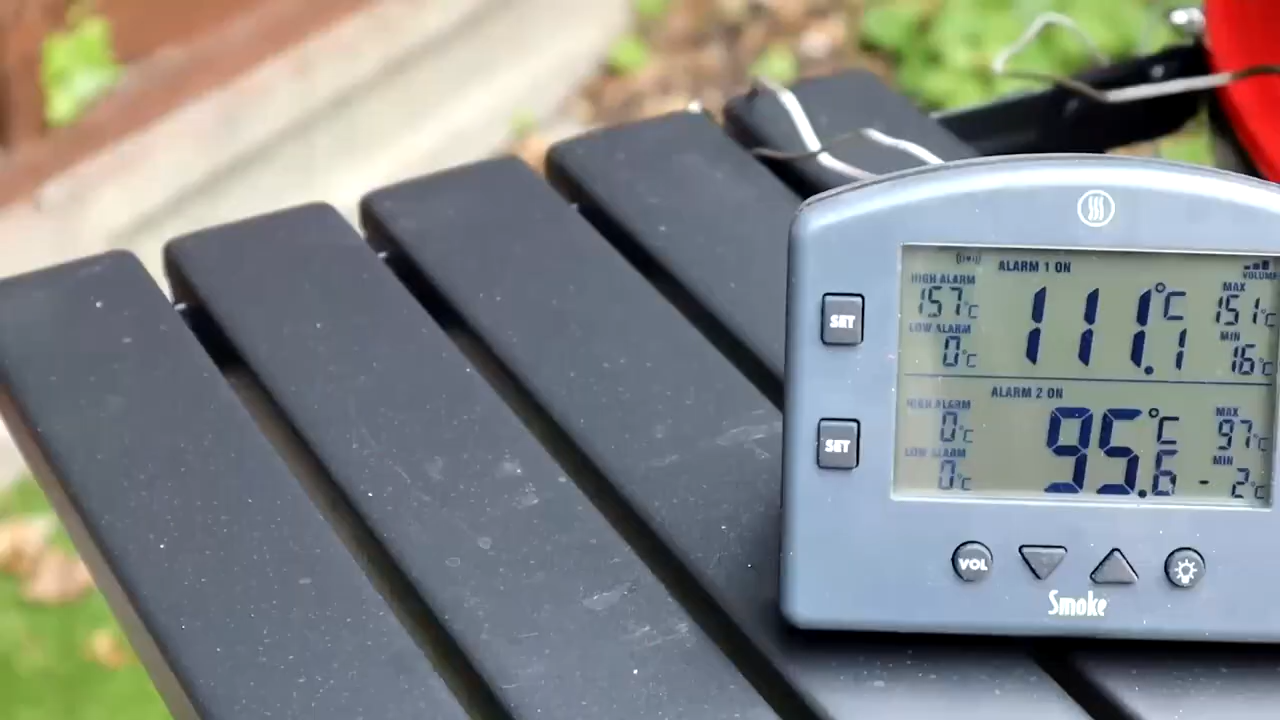 ALARM 1 ON
VOLUME
HIGH ALARM
157°C
LOW ALARM
0°C
111.1°C
MAX
151°C
MIN
16°C
SET
ALARM 2 ON
HIGH ALARM
0°C
LOW ALARM
0°C
95.6°C
MAX
97°C
MIN
-2°C
SET
VOL
Smoke